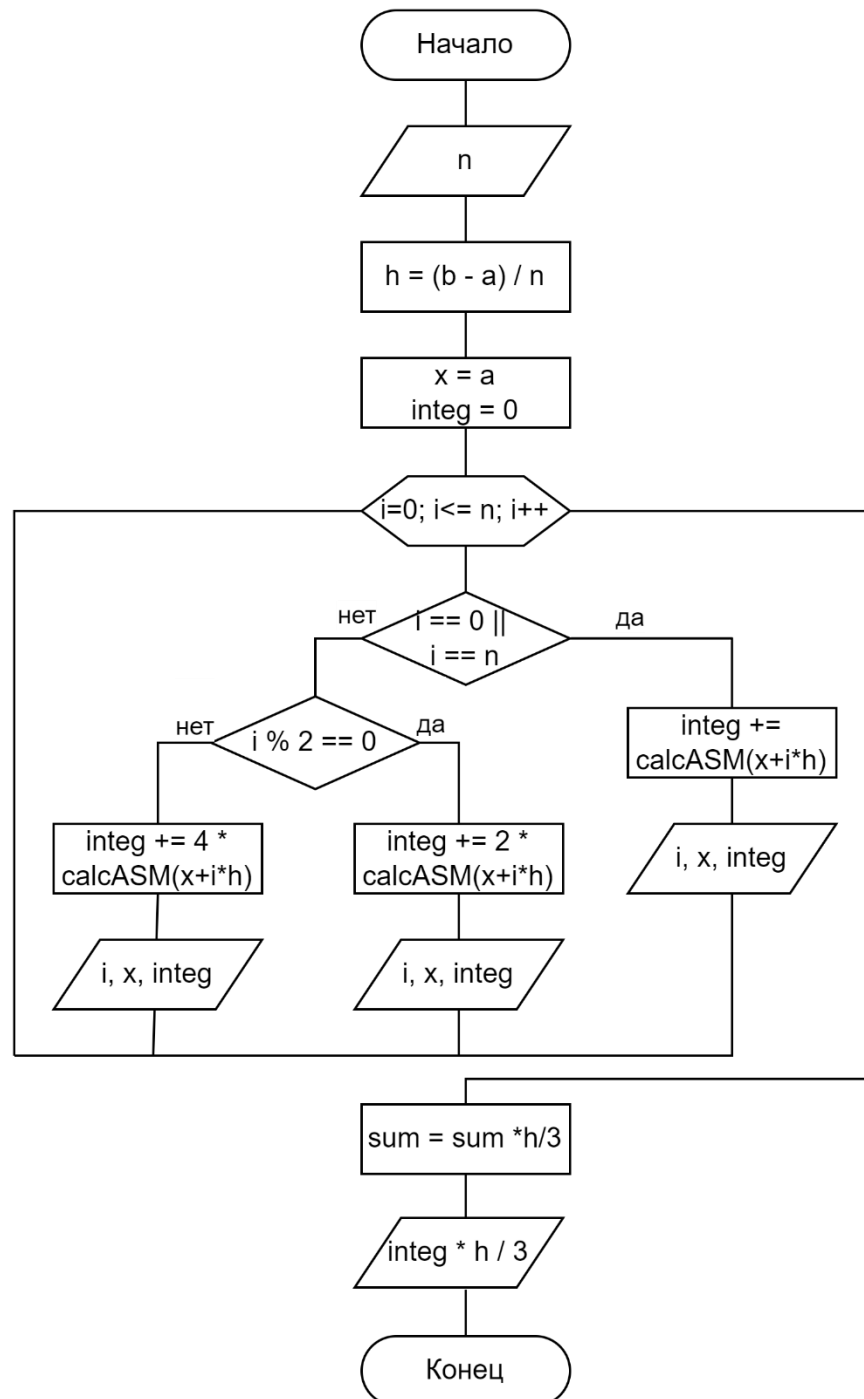 Начало
n
h = (b - a) / n
x = a
integ = 0
i=0; i<= n; i++
нет
i == 0 ||
i == n
да
нет
i % 2 == 0
да
integ +=
calcASM(x+i*h)
integ += 4 *
calcASM(x+i*h)
integ += 2 *
calcASM(x+i*h)
i, x, integ
i, x, integ
i, x, integ
sum = sum *h/3
integ * h / 3
Конец